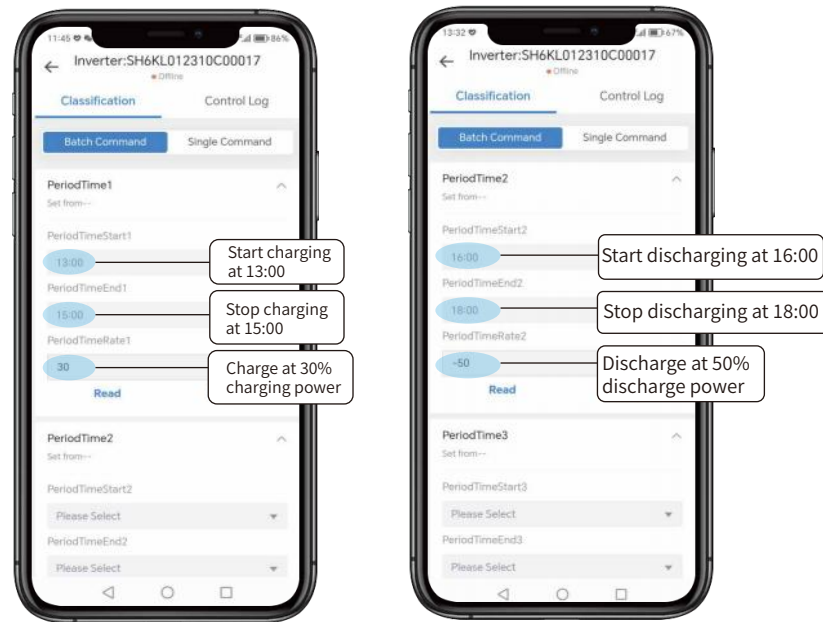 11:45
86%
Inverter:SH6KL012310C00017
Offline
Classification
Control Log
Batch Command
Single Command
PeriodTime1
Set from--
PeriodTimeStart1
13:00
Start charging
at 13:00
PeriodTimeEnd1
15:00
Stop charging
at 15:00
PeriodTimeRate1
30
Charge at 30%
charging power
Read
PeriodTime2
Set from--
PeriodTimeStart2
Please Select
PeriodTimeEnd2
Please Select
13:32
67%
Inverter:SH6KL012310C00017
Offline
Classification
Control Log
Batch Command
Single Command
PeriodTime2
Set from--
PeriodTimeStart2
16:00
Start discharging at 16:00
PeriodTimeEnd2
18:00
Stop discharging at 18:00
PeriodTimeRate2
-50
Discharge at 50%
discharge power
Read
PeriodTime3
Set from--
PeriodTimeStart3
Please Select
PeriodTimeEnd3
Please Select